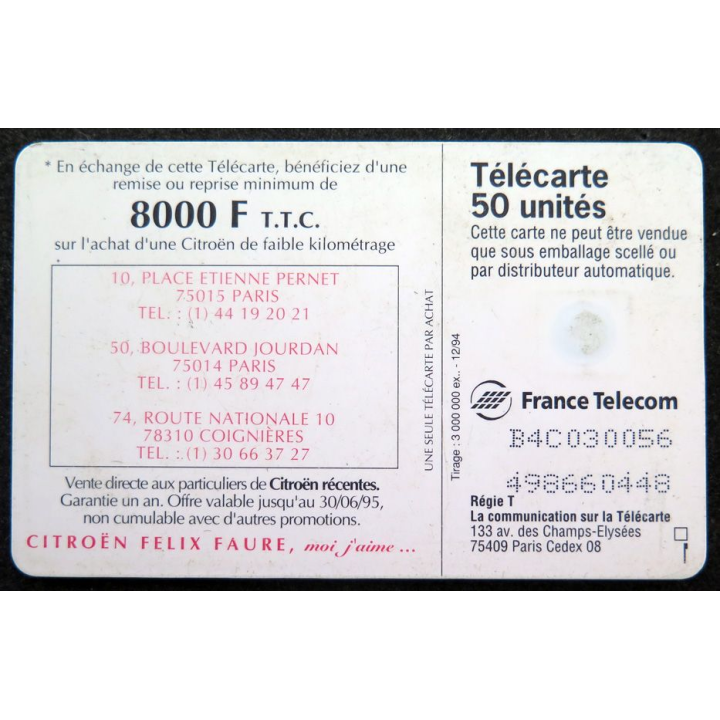 * En échange de cette Télécarte, bénéficiez d'une
remise ou reprise minimum de
8000 F T.T.C.
sur l'achat d'une Citroën de faible kilométrage
10, PLACE ETIENNE PERNET
75015 PARIS
TEL. : (1) 44 19 20 21
50, BOULEVARD JOURDAN
75014 PARIS
TEL. : (1) 45 89 47 47
74, ROUTE NATIONALE 10
78310 COIGNIÈRES
TEL. : (1) 30 66 37 27
Vente directe aux particuliers de Citroën récentes.
Garantie un an. Offre valable jusqu'au 30/06/95,
non cumulable avec d'autres promotions.
CITROËN FELIX FAURE, moi j'aime ...
UNE SEULE TÉLÉCARTE PAR ACHAT
Tirage : 3 000 000 ex.. - 12/94
Télécarte
50 unités
Cette carte ne peut être vendue
que sous emballage scellé ou
par distributeur automatique.
France Telecom
B4C030056
498660448
Régie T
La communication sur la Télécarte
133 av. des Champs-Elysées
75409 Paris Cedex 08